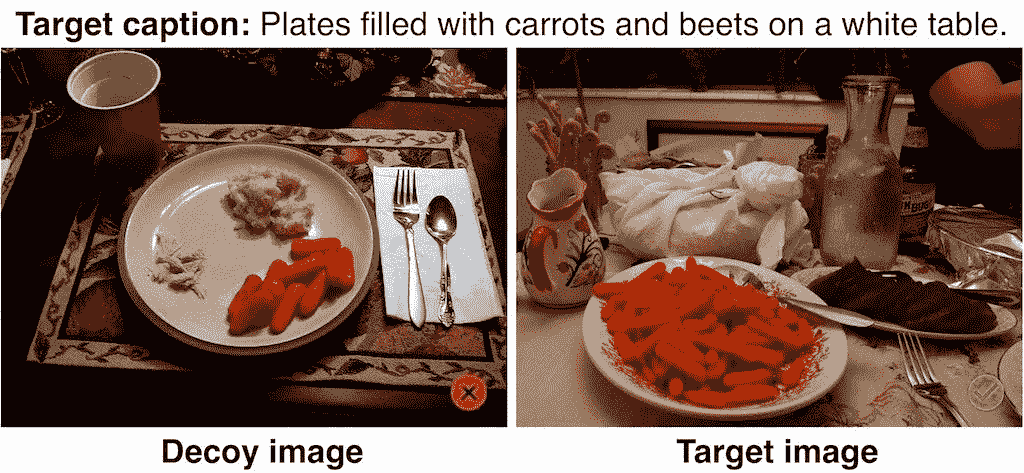 Target caption: Plates filled with carrots and beets on a white table.
Decoy image
Target image